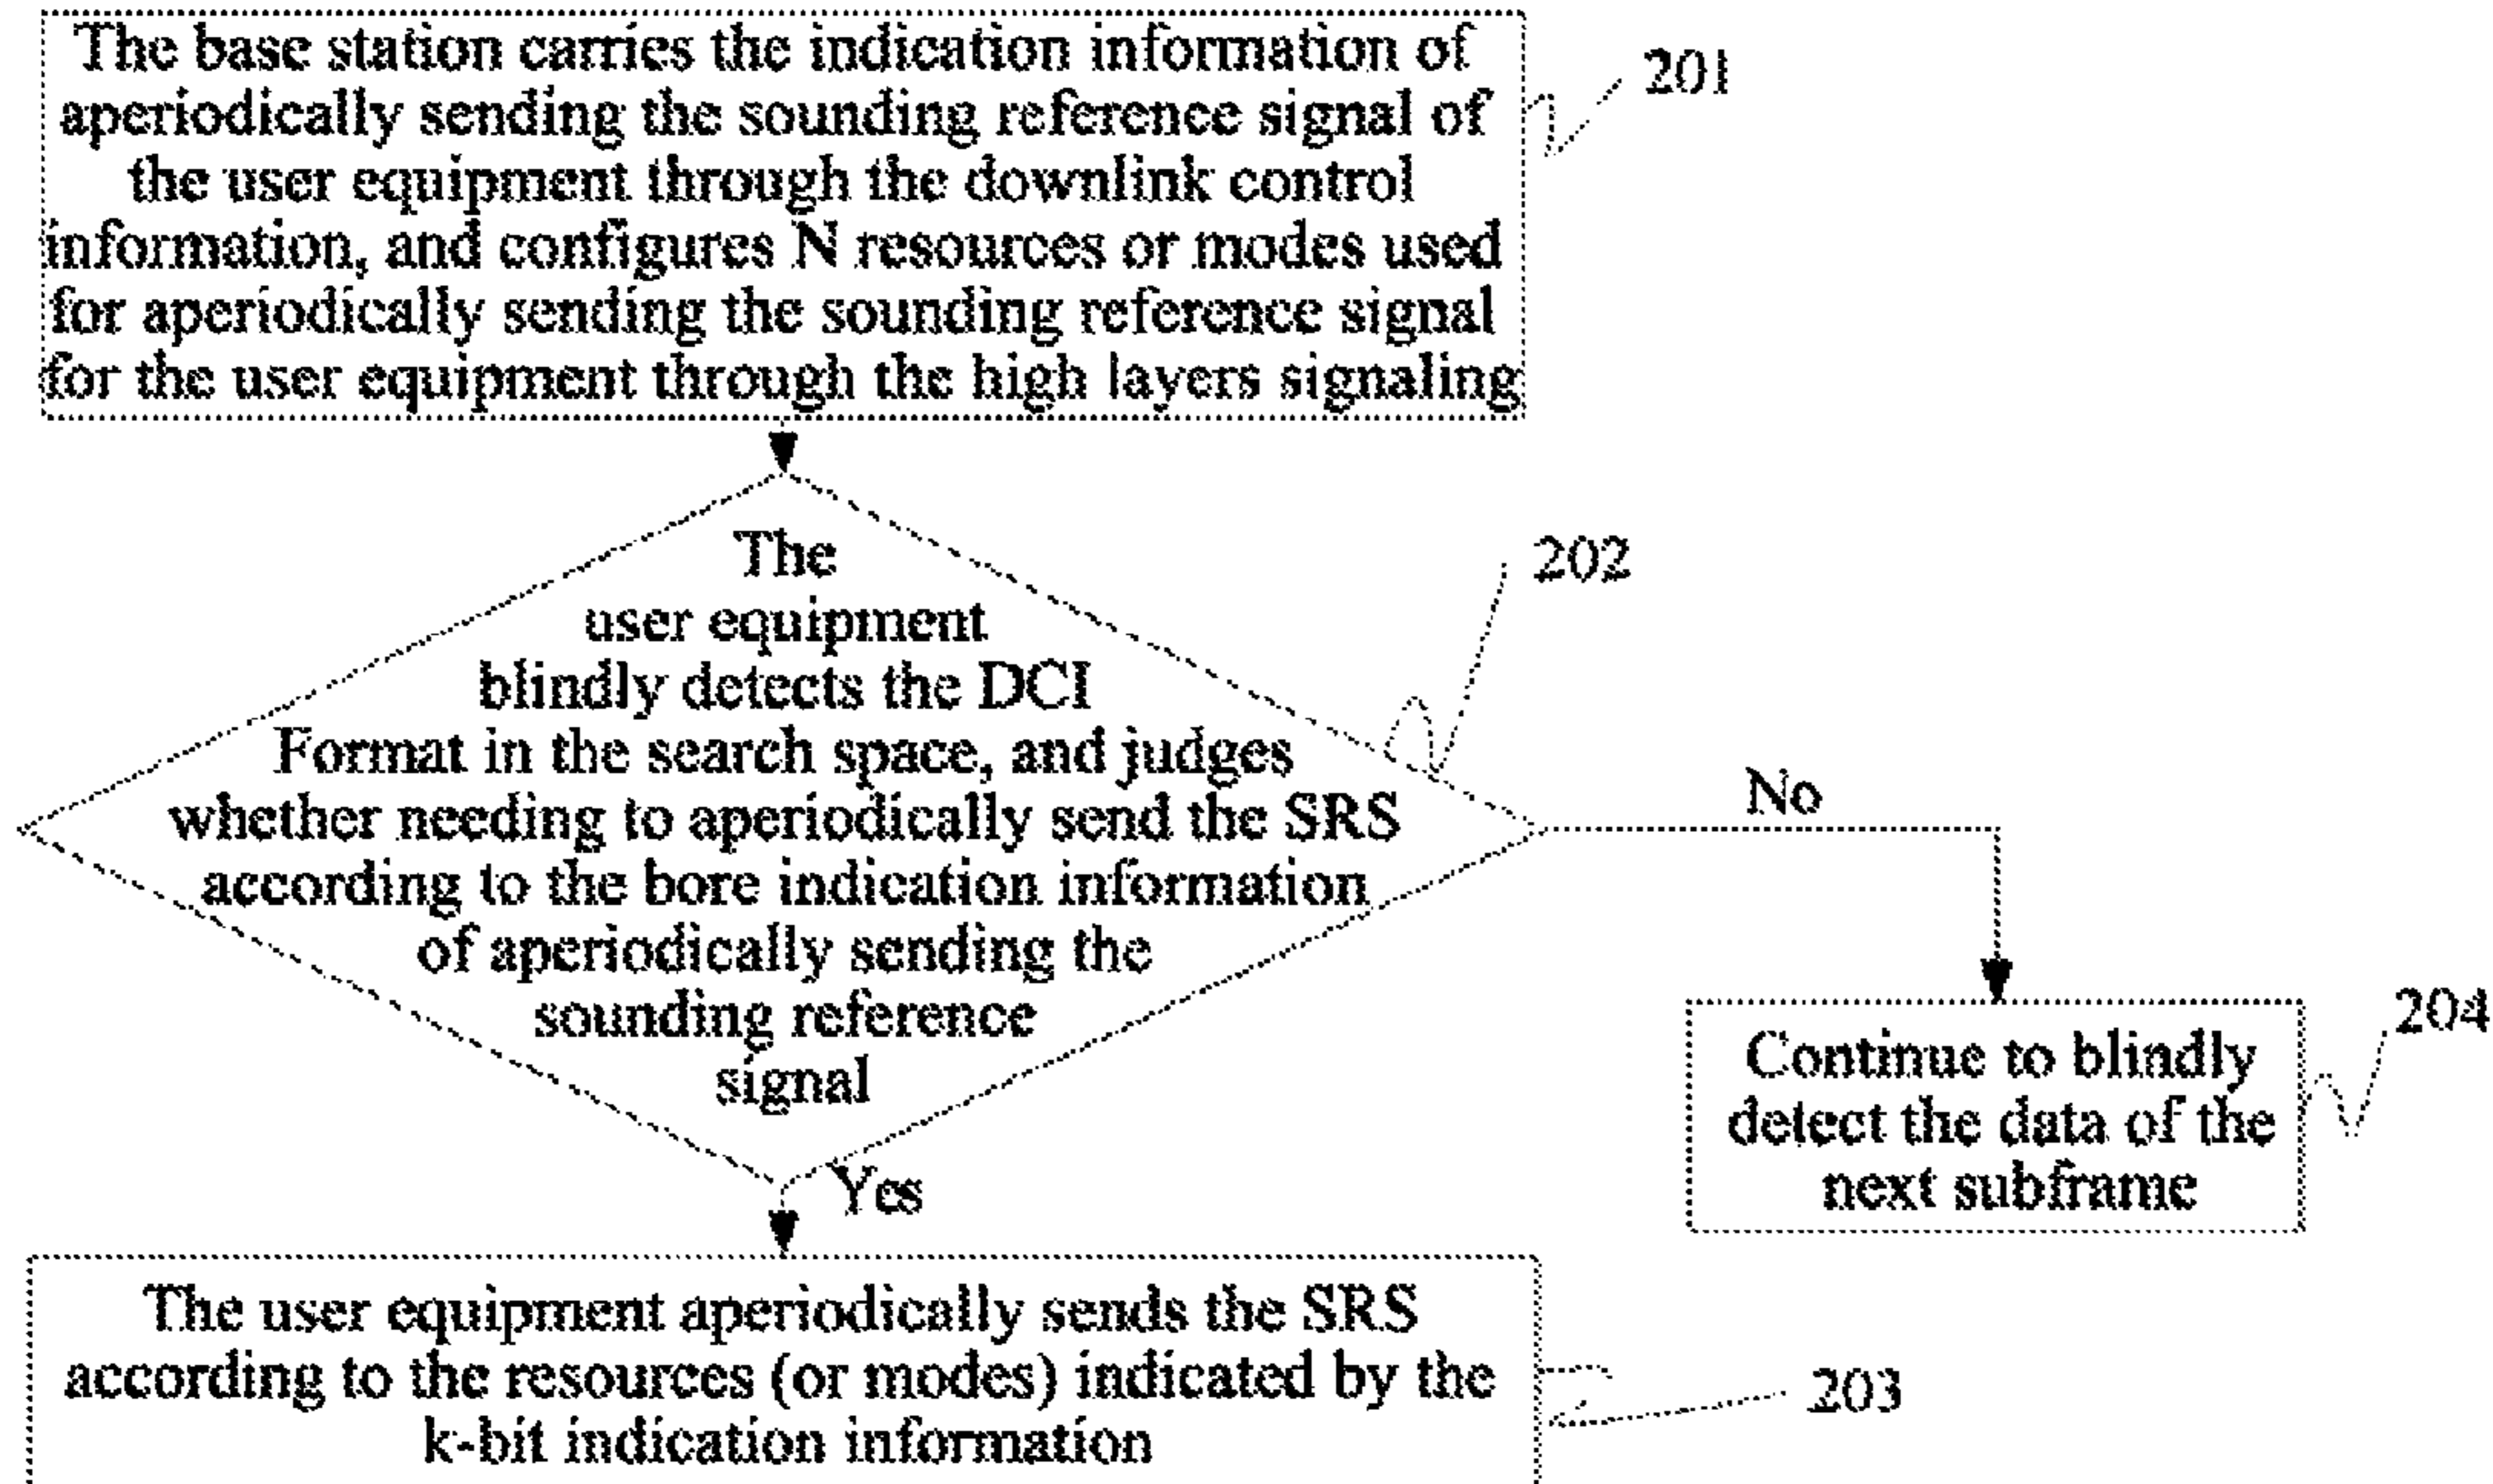 The base station carries the indication information of
aperiodically sending the sounding reference signal of
the user equipment through the downlink control
information, and configures N resources or modes used
for aperiodically sending the sounding reference signal
for the user equipment through the high layers signaling
201
The
user equipment
blindly detects the DCI
Format in the search space, and judges
whether needing to aperiodically send the SRS
according to the bore indication information
of aperiodically sending the
sounding reference
signal
202
No
Yes
Continue to blindly
detect the data of the
next subframe
204
The user equipment aperiodically sends the SRS
according to the resources (or modes) indicated by the
k-bit indication information
203